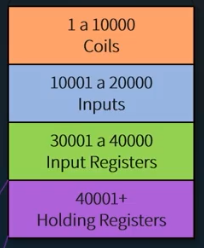 1 a 10000
Coils
10001 a 20000
Inputs
30001 a 40000
Input Registers
40001+
Holding Registers